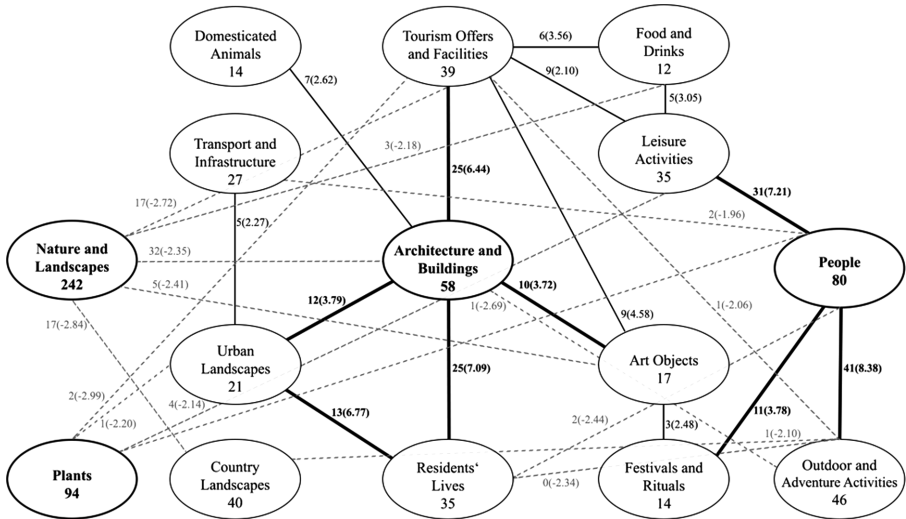 Domesticated
Animals
14
Tourism Offers
and Facilities
39
6(3.56)
Food and
Drinks
12
9(2.10)
7(2.62)
5(3.05)
Transport and
Infrastructure
27
3(-2.18)
Leisure
Activities
35
25(6.44)
31(7.21)
17(-2.72)
5(2.27)
2(-1.96)
Nature and
Landscapes
242
32(-2.35)
Architecture and
Buildings
58
People
80
5(-2.41)
12(3.79)
10(3.72)
1(-2.69)
1(-2.06)
17(-2.84)
9(4.58)
Urban
Landscapes
21
25(7.09)
Art Objects
17
41(8.38)
2(-2.99)
4(-2.14)
13(6.77)
11(3.78)
1(-2.20)
2(-2.44)
3(2.48)
1(-2.10)
Plants
94
Country
Landscapes
40
Residents‘
Lives
35
0(-2.34)
Festivals and
Rituals
14
Outdoor and
Adventure Activities
46